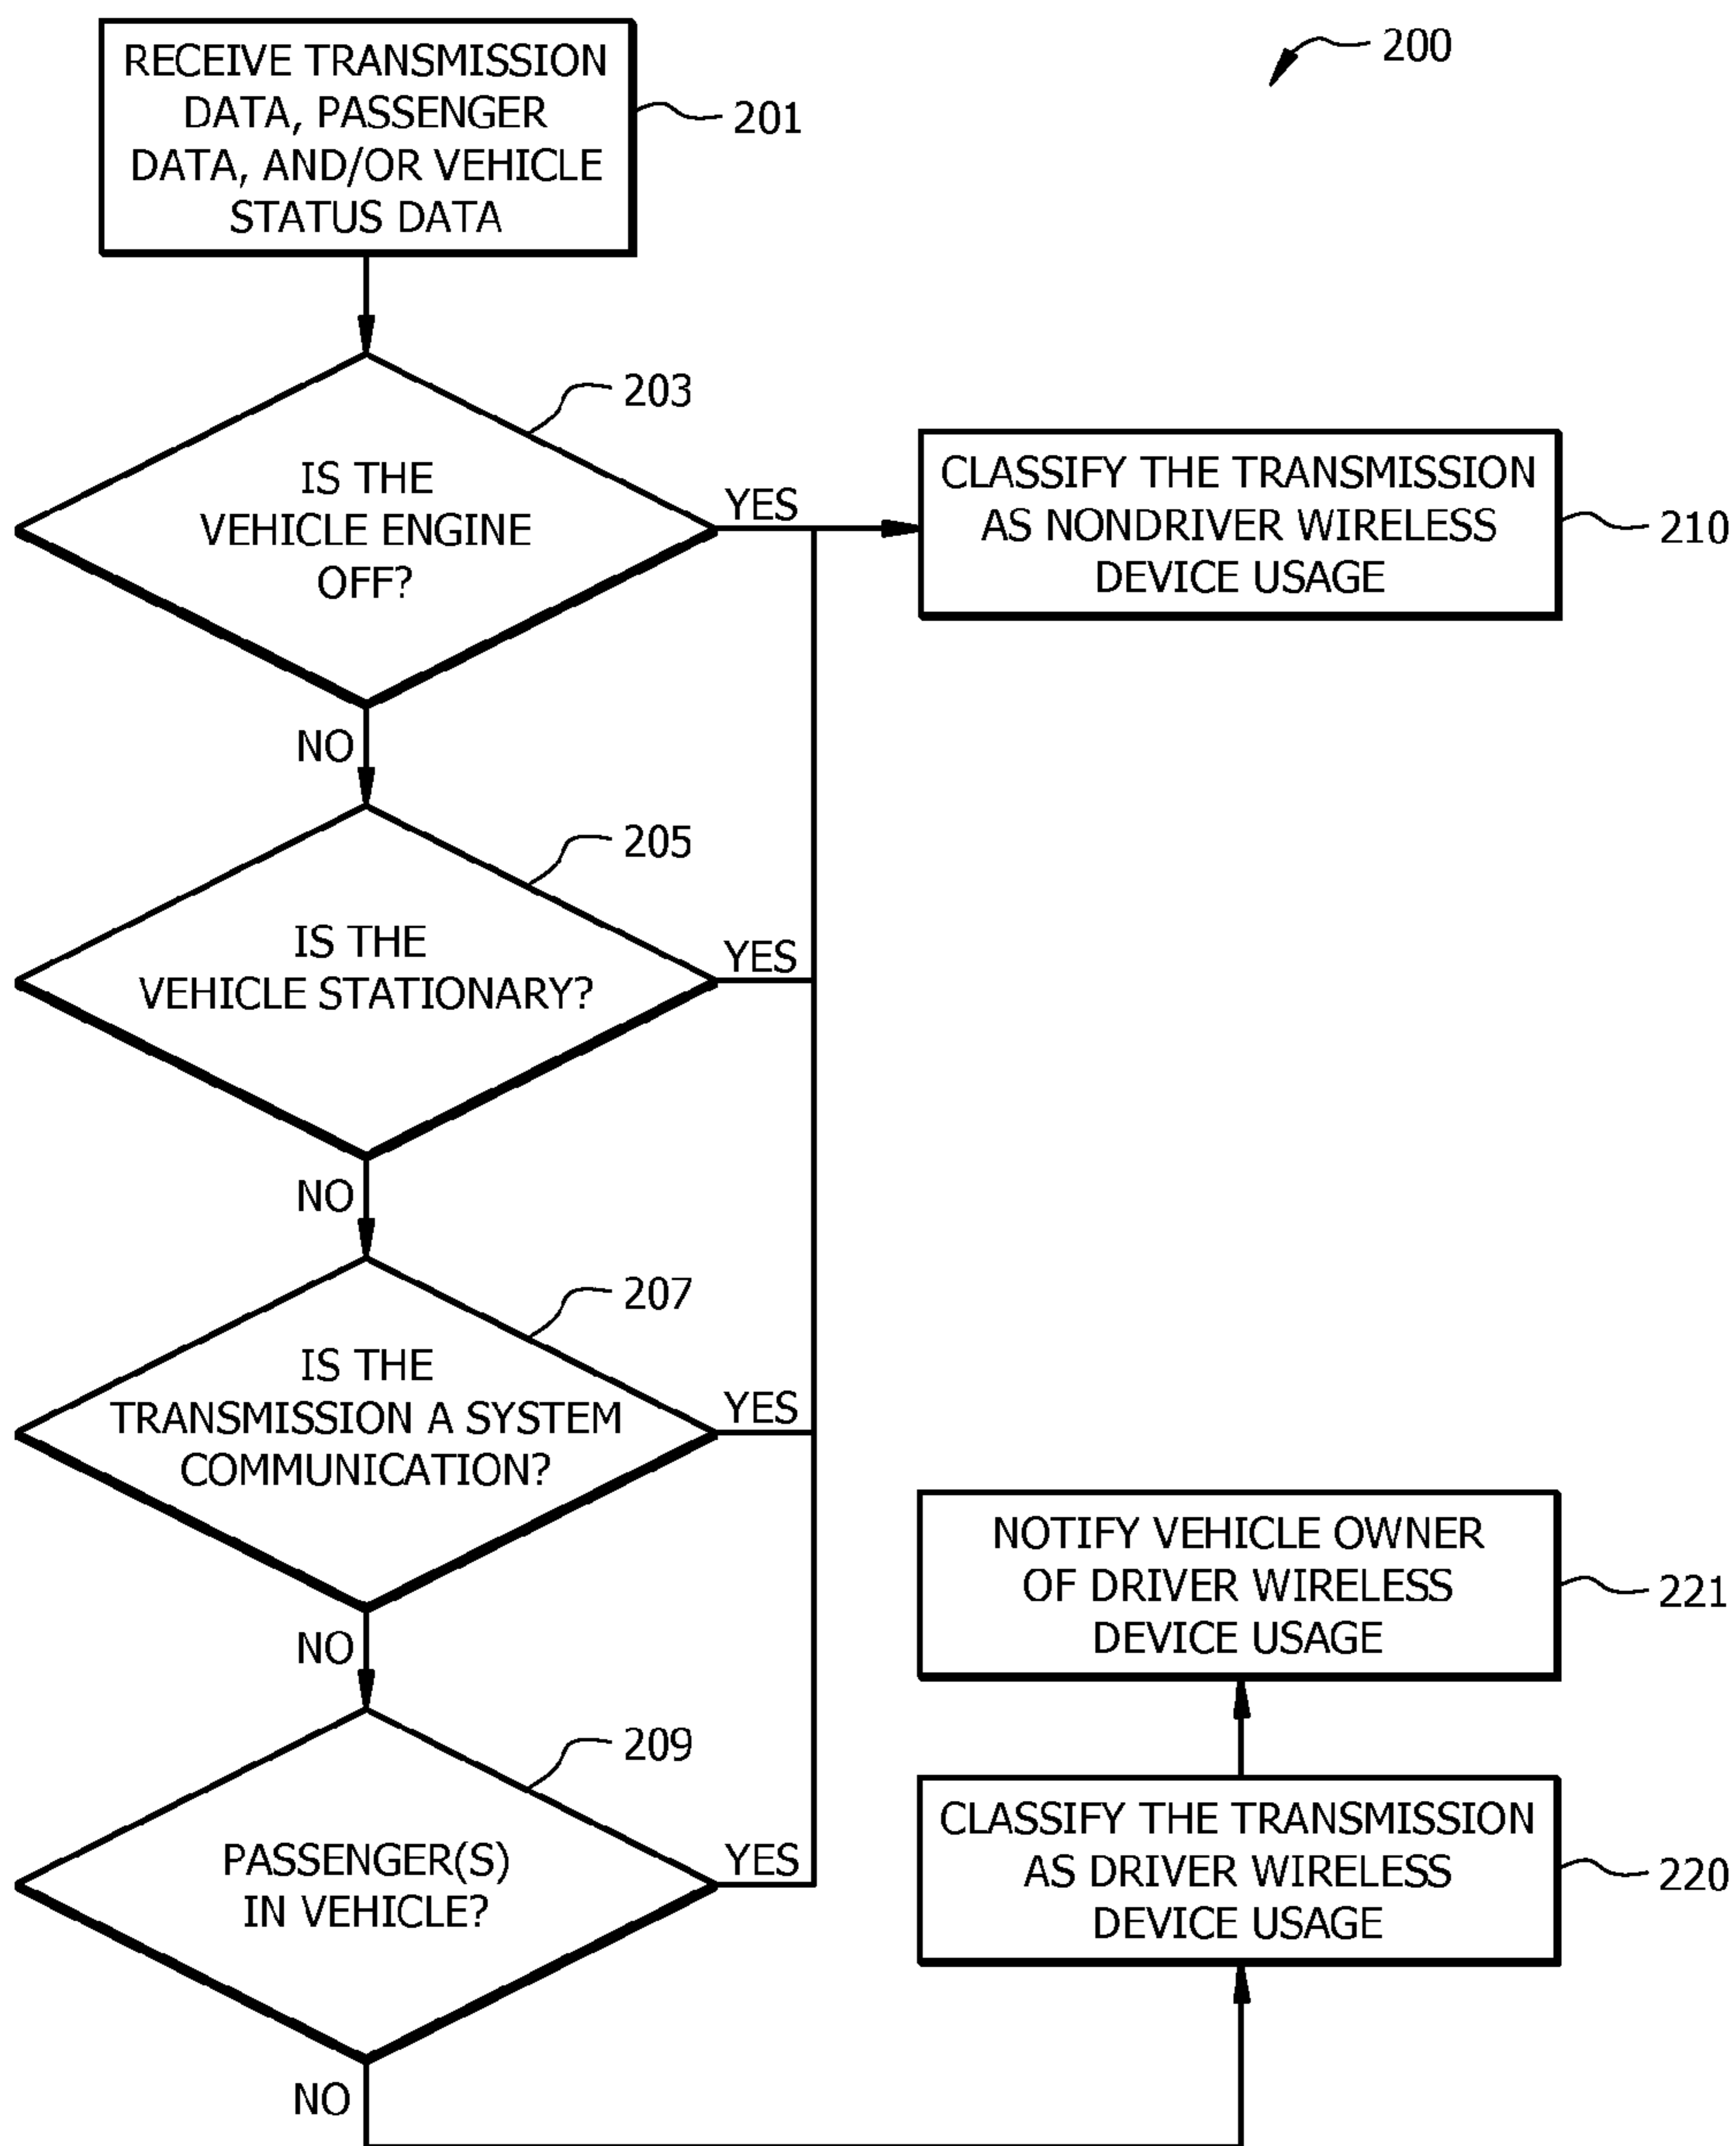 200
RECEIVE TRANSMISSION
DATA, PASSENGER
DATA, AND/OR VEHICLE
STATUS DATA
201
203
IS THE
VEHICLE ENGINE
OFF?
YES
NO
CLASSIFY THE TRANSMISSION
AS NONDRIVER WIRELESS
DEVICE USAGE
210
205
IS THE
VEHICLE STATIONARY?
YES
NO
207
IS THE
TRANSMISSION A SYSTEM
COMMUNICATION?
YES
NO
209
PASSENGER(S)
IN VEHICLE?
YES
NO
NOTIFY VEHICLE OWNER
OF DRIVER WIRELESS
DEVICE USAGE
221
CLASSIFY THE TRANSMISSION
AS DRIVER WIRELESS
DEVICE USAGE
220